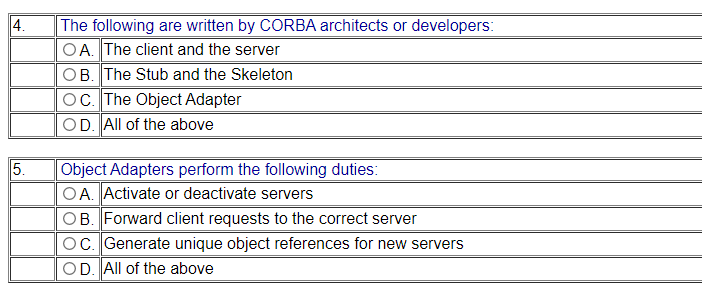 4. The following are written by CORBA architects or developers:
A. The client and the server
B. The Stub and the Skeleton
C. The Object Adapter
D. All of the above
5. Object Adapters perform the following duties:
A. Activate or deactivate servers
B. Forward client requests to the correct server
C. Generate unique object references for new servers
D. All of the above